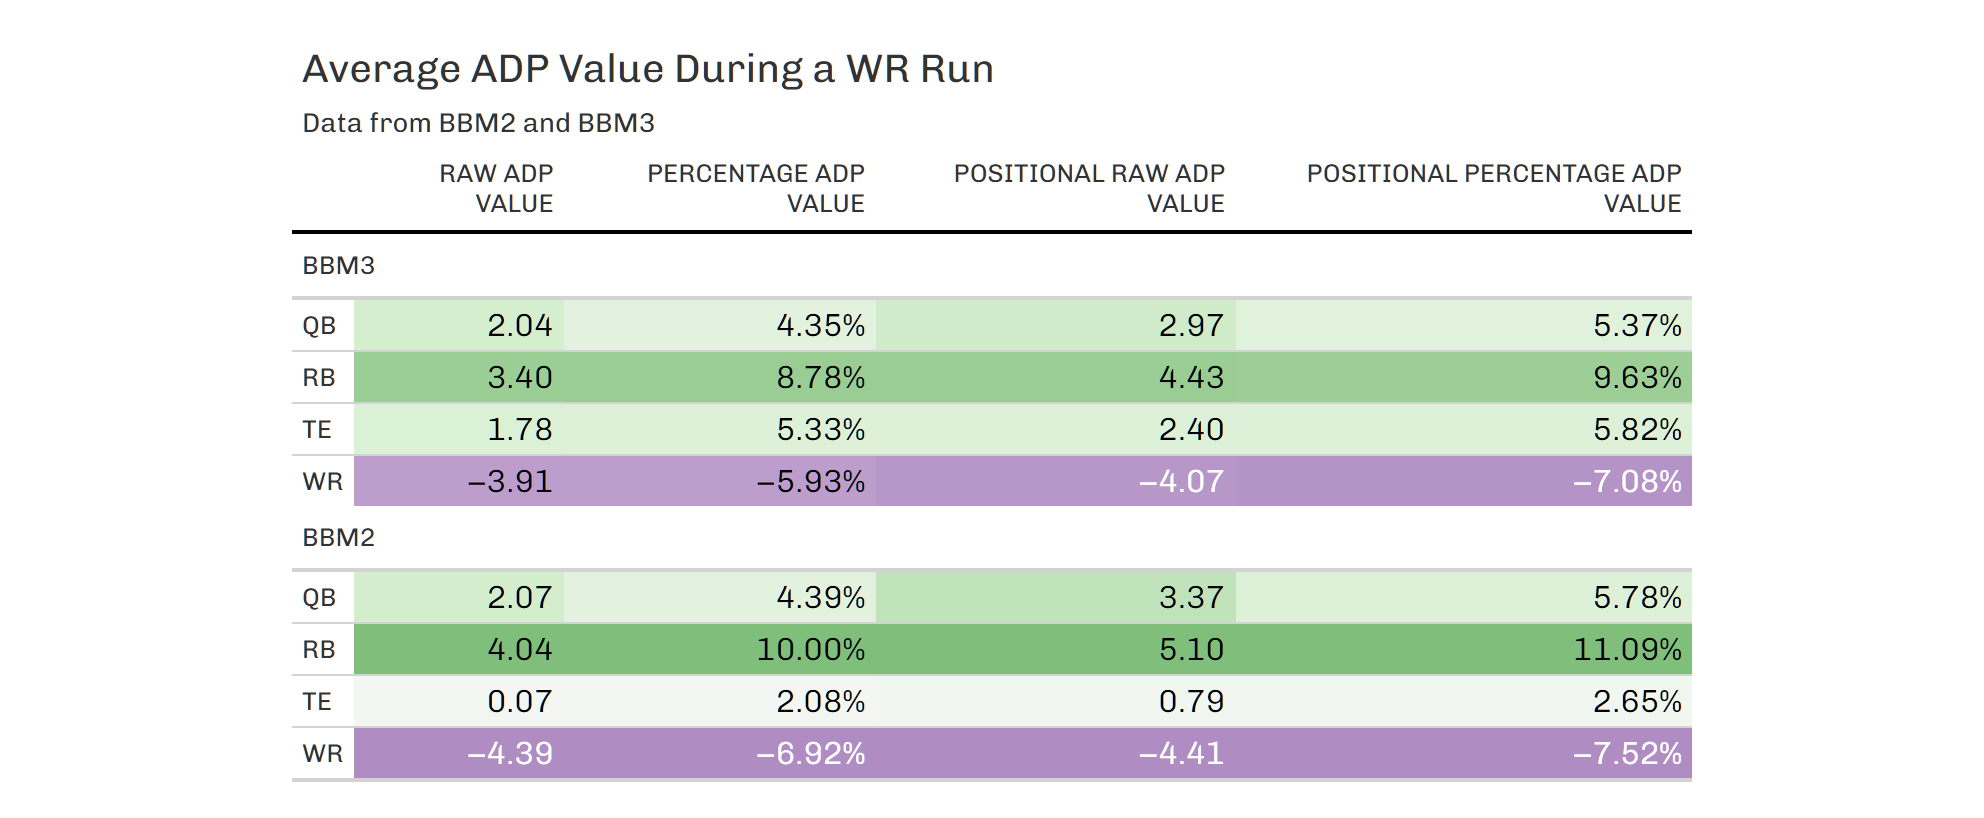 Average ADP Value During a WR Run
Data from BBM2 and BBM3
RAW ADP VALUE PERCENTAGE ADP VALUE POSITIONAL RAW ADP VALUE POSITIONAL PERCENTAGE ADP VALUE
BBM3
QB 2.04 4.35% 2.97 5.37%
RB 3.40 8.78% 4.43 9.63%
TE 1.78 5.33% 2.40 5.82%
WR −3.91 −5.93% −4.07 −7.08%
BBM2
QB 2.07 4.39% 3.37 5.78%
RB 4.04 10.00% 5.10 11.09%
TE 0.07 2.08% 0.79 2.65%
WR −4.39 −6.92% −4.41 −7.52%